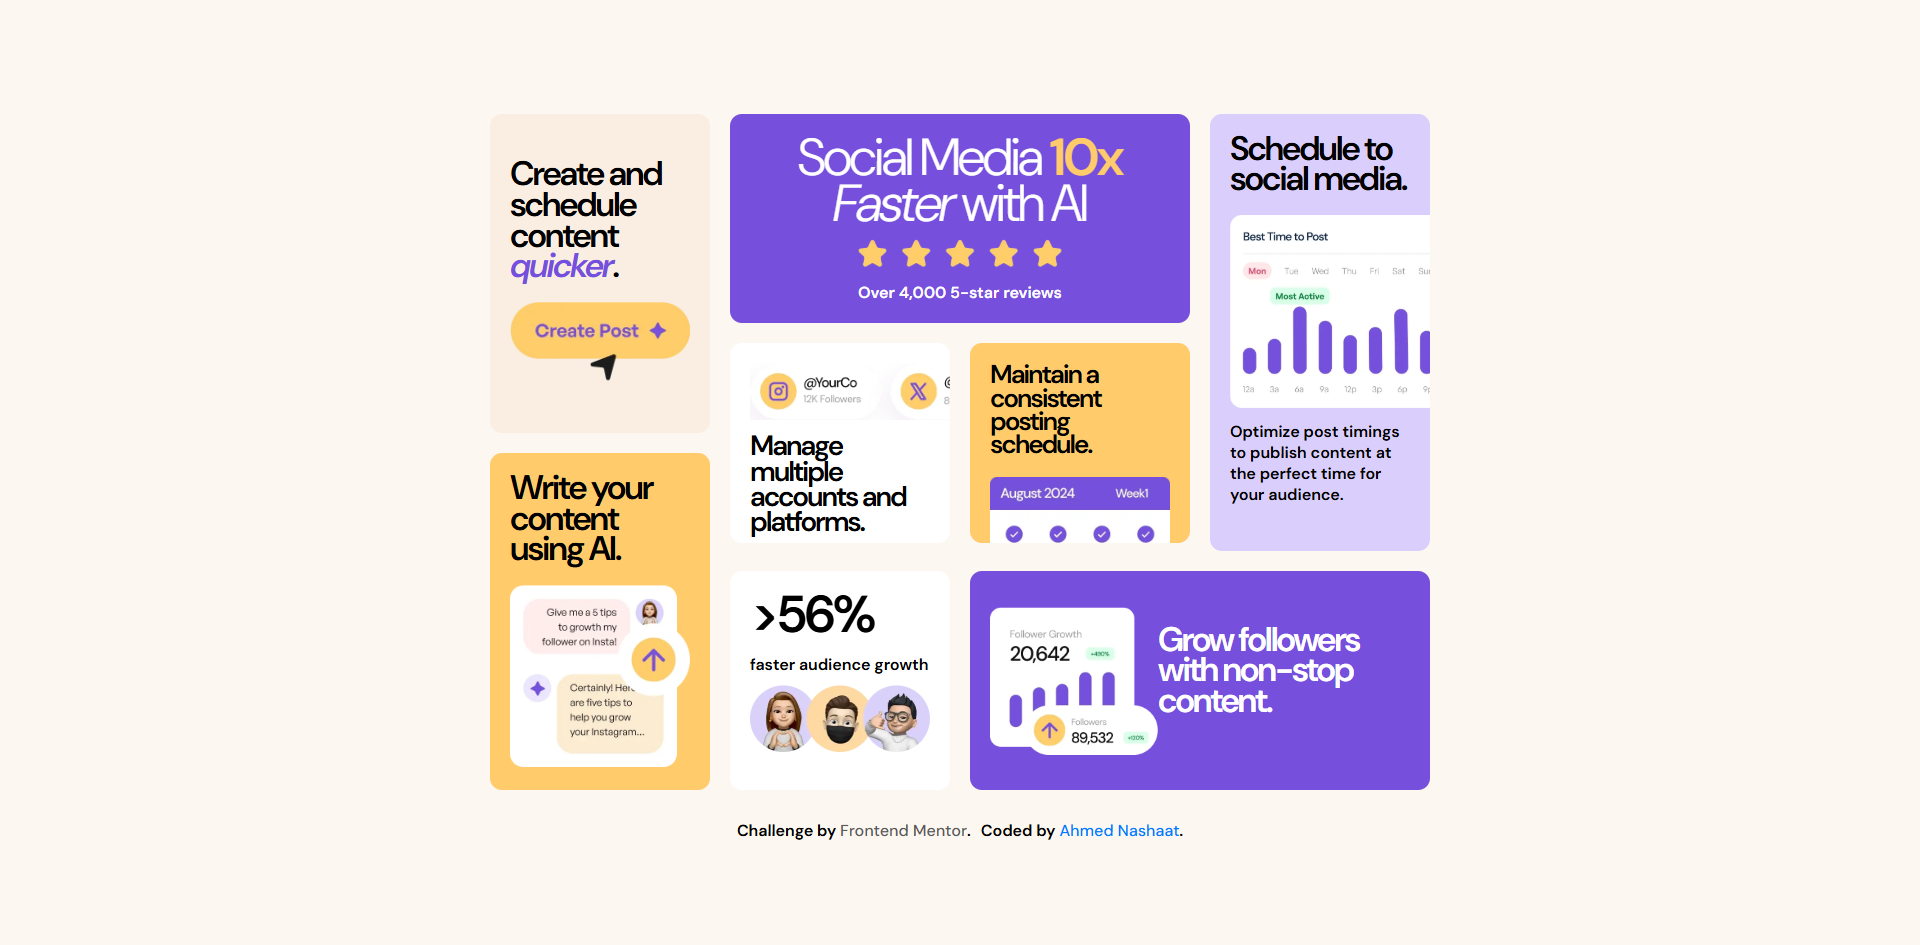 Create and
schedule
content
quicker.
Create Post
Write your
content
using AI.
Give me a 5 tips
to growth my
follower on Insta!
Certainly!
are five tips to
help you grow
your Instagram...
Social Media 10x
Faster with AI
Over 4,000 5-star reviews
@YourCo
12K Followers
@
8
Manage
multiple
accounts and
platforms.
Maintain a
consistent
posting
schedule.
August 2024 Week1
>56%
faster audience growth
Schedule to
social media.
Best Time to Post
Mon Tue Wed Thu Fri Sat
Most Active
12a 3a 6a 9a 12p 3p 6p
Optimize post timings
to publish content at
the perfect time for
your audience.
Follower Growth
20,642 +490%
Followers
89,532
Grow followers
with non-stop
content.
Challenge by Frontend Mentor. Coded by Ahmed Nashaat.